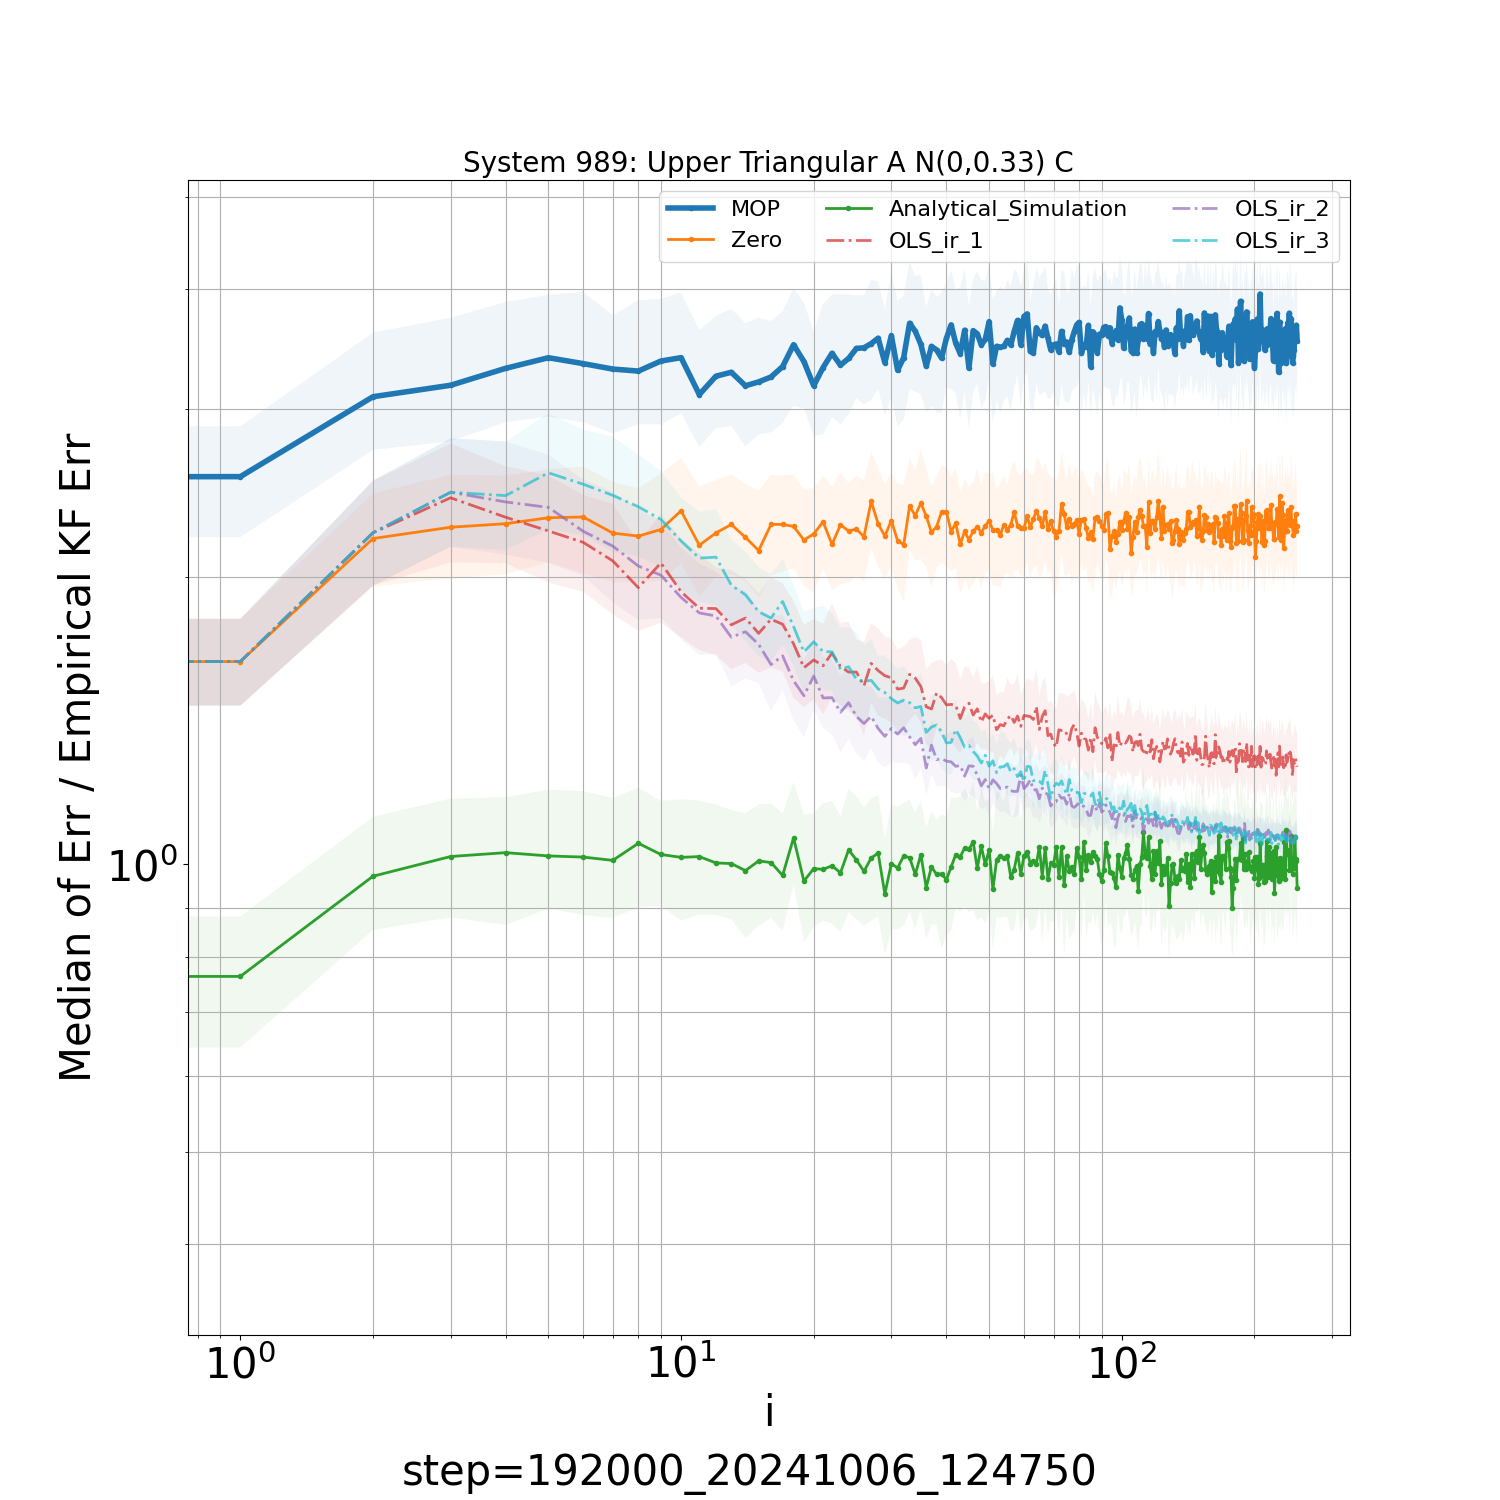 System 989: Upper Triangular A N(0,0.33) C
MOP
Zero
Analytical_Simulation
OLS_ir_1
OLS_ir_2
OLS_ir_3
Median of Err / Empirical KF Err
10⁰
10⁰ 10¹ 10²
i
step=192000_20241006_124750